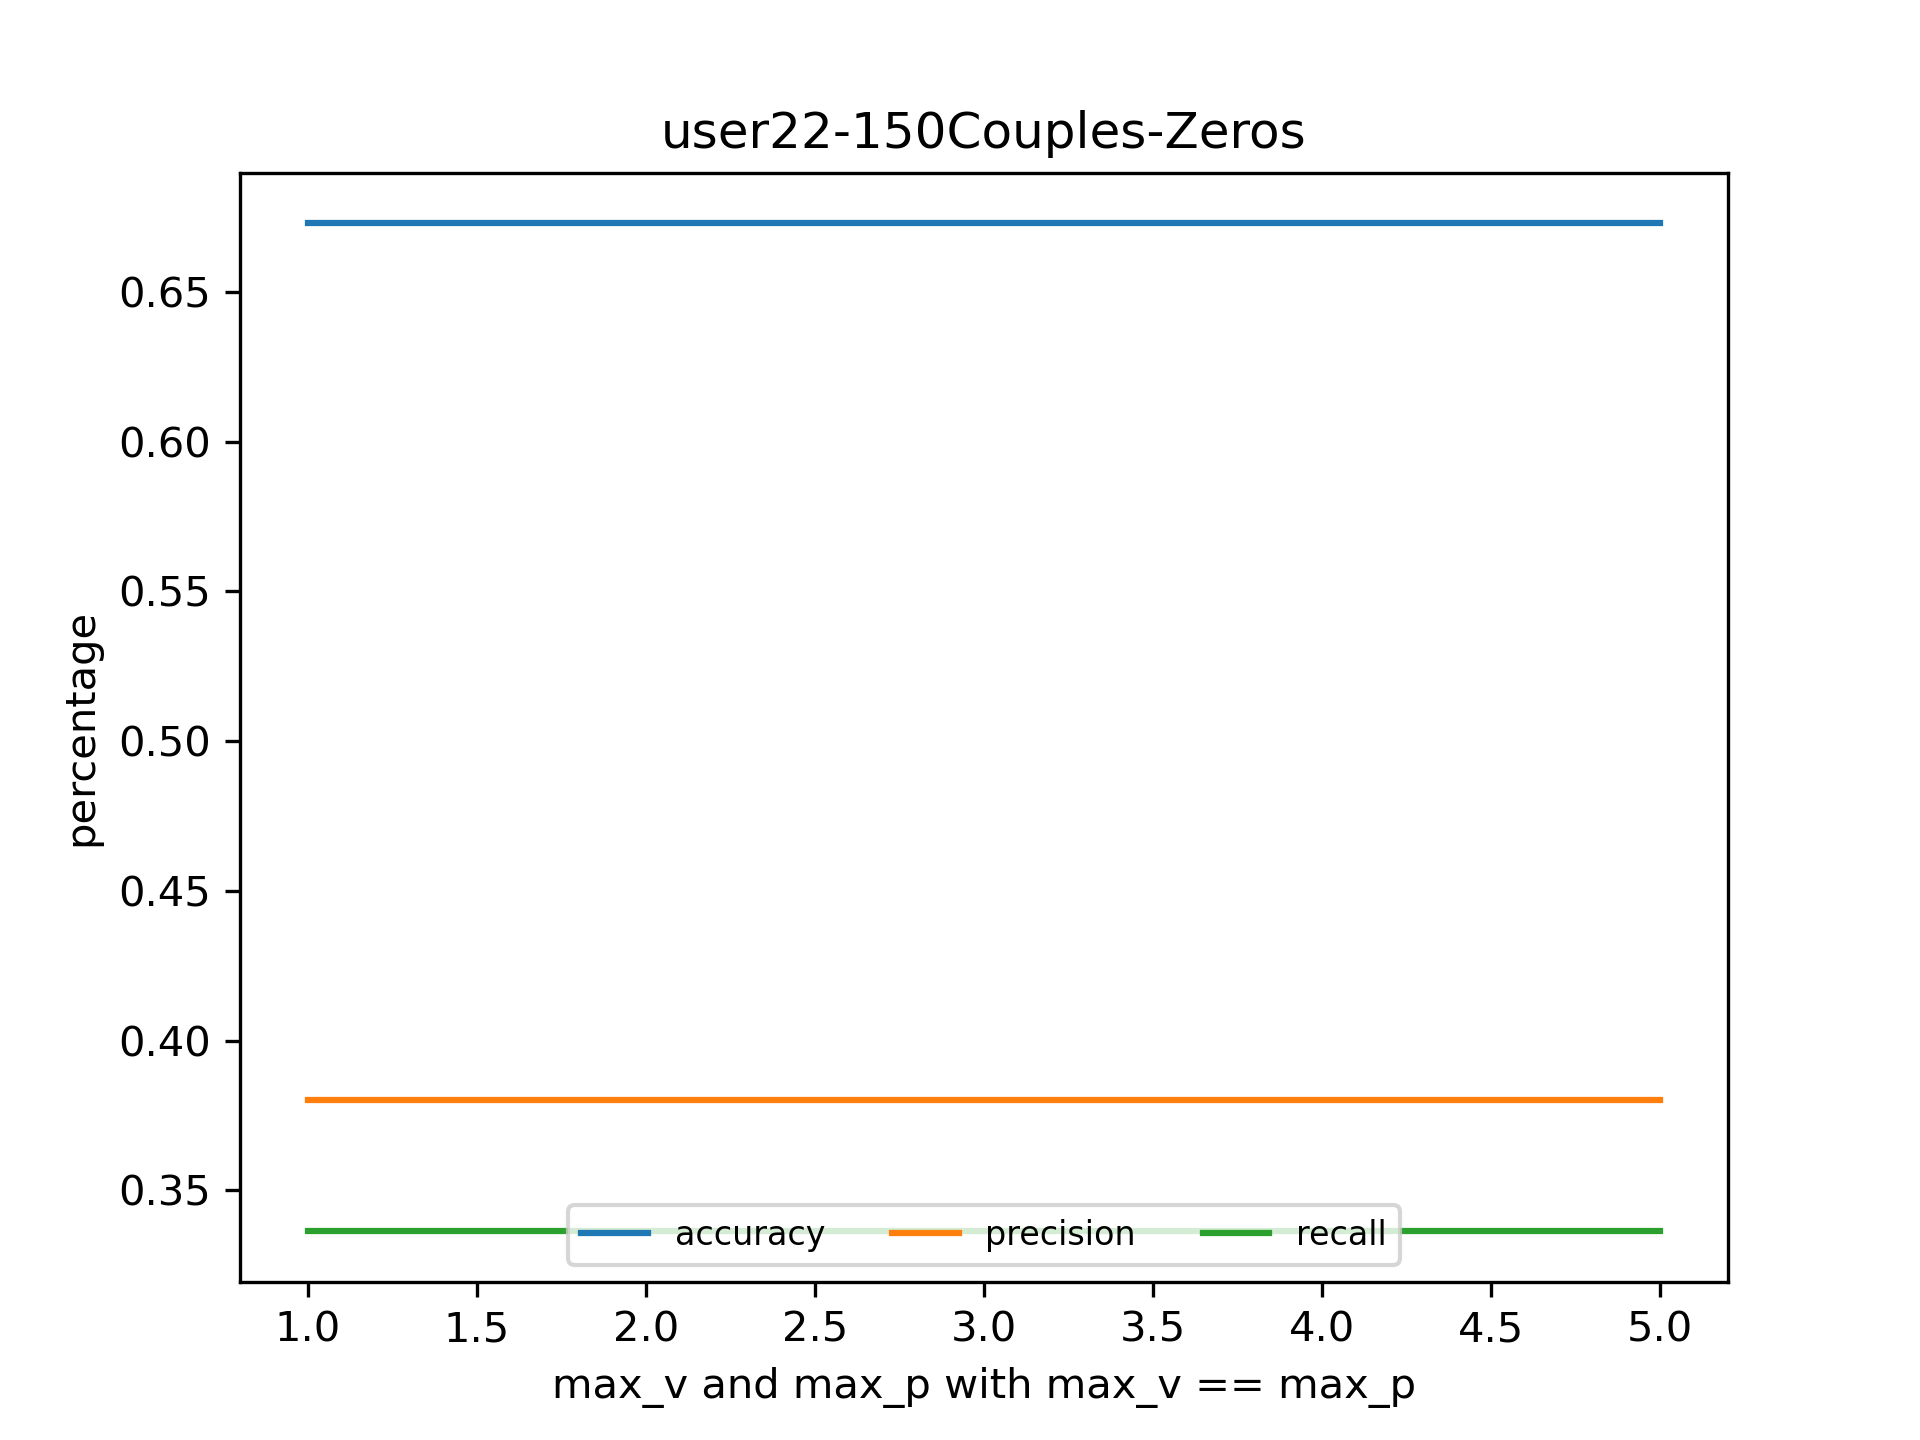 user22-150Couples-Zeros
percentage
0.65
0.60
0.55
0.50
0.45
0.40
0.35
accuracy precision recall
1.0 1.5 2.0 2.5 3.0 3.5 4.0 4.5 5.0
max_v and max_p with max_v == max_p